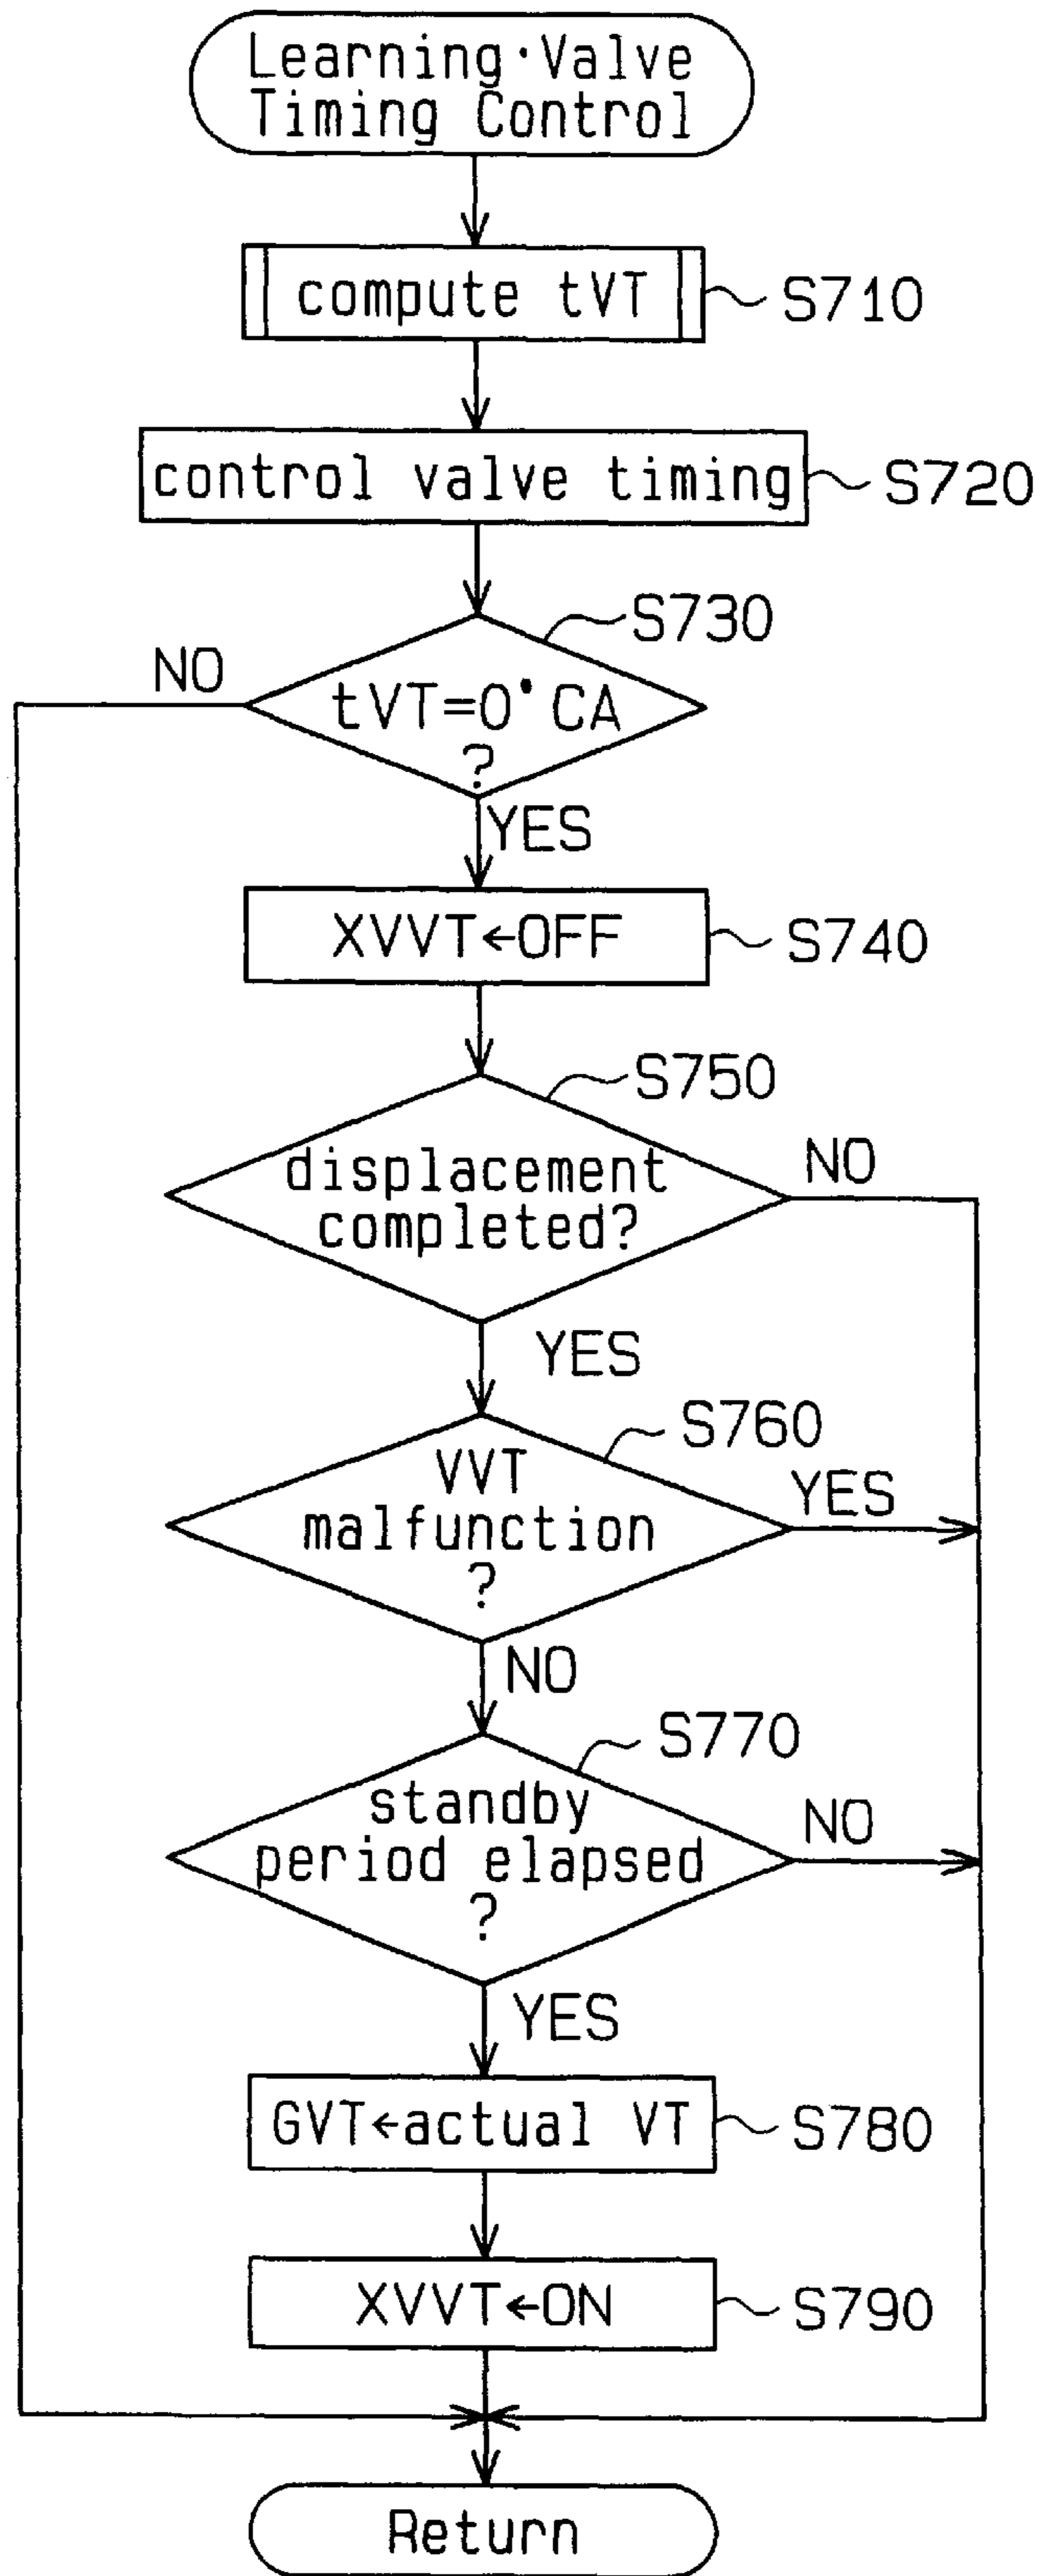 Learning·Valve
Timing Control
compute tVT
S710
control valve timing
S720
S730
NO
tVT=0°CA
?
YES
XVVT←OFF
S740
S750
displacement
completed?
NO
YES
S760
VVT
malfunction
?
YES
NO
S770
standby
period elapsed
?
NO
YES
GVT←actual VT
S780
XVVT←ON
S790
Return